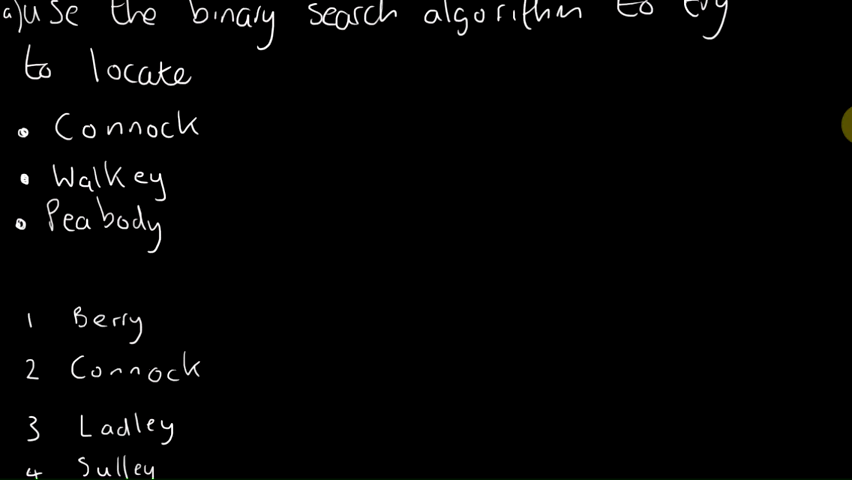 a)use the binary search algorithm to try
to locate
• Connock
• Walkey
• Peabody
1 Berry
2 Connock
3 Ladley
4 Sulley